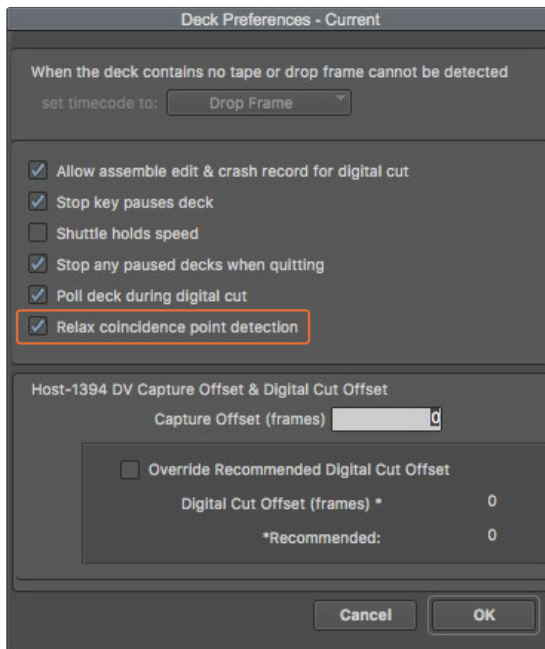 Deck Preferences - Current
When the deck contains no tape or drop frame cannot be detected
set timecode to: Drop Frame
Allow assemble edit & crash record for digital cut
Stop key pauses deck
Shuttle holds speed
Stop any paused decks when quitting
Poll deck during digital cut
Relax coincidence point detection
Host-1394 DV Capture Offset & Digital Cut Offset
Capture Offset (frames) 0
Override Recommended Digital Cut Offset
Digital Cut Offset (frames) * 0
*Recommended: 0
Cancel OK